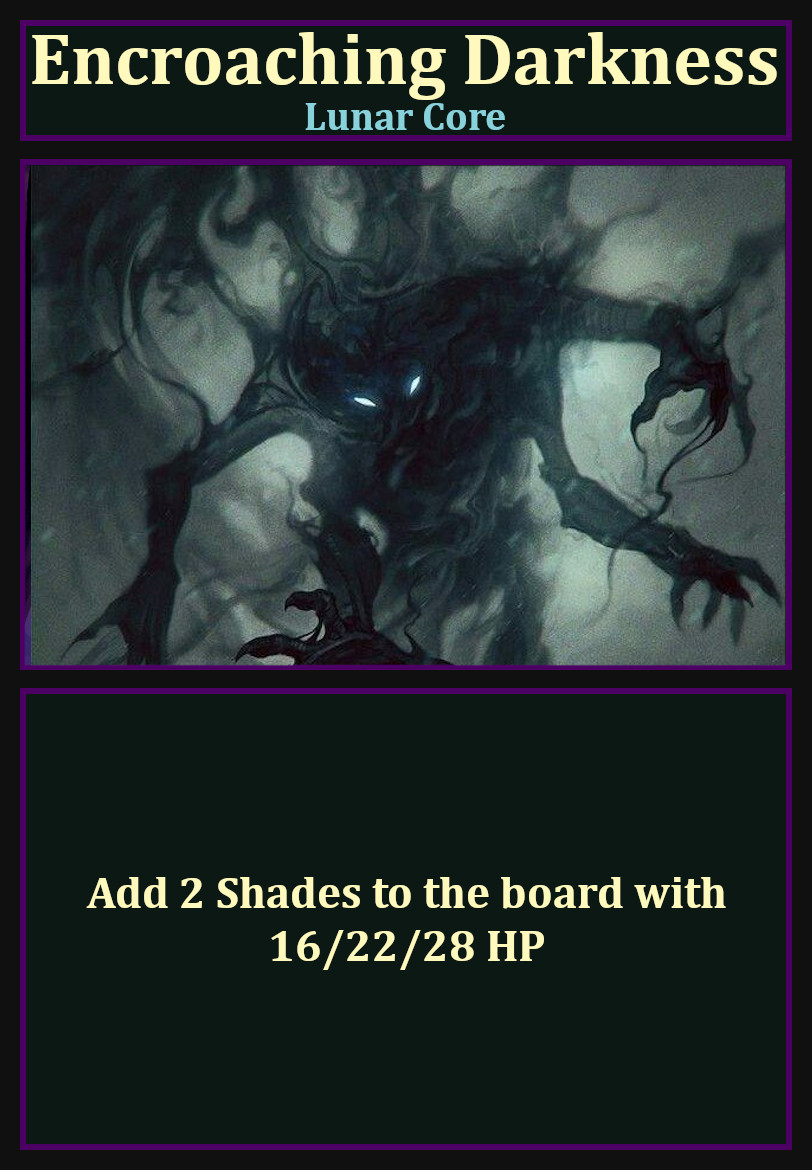 Encroaching Darkness
Lunar Core
Add 2 Shades to the board with
16/22/28 HP